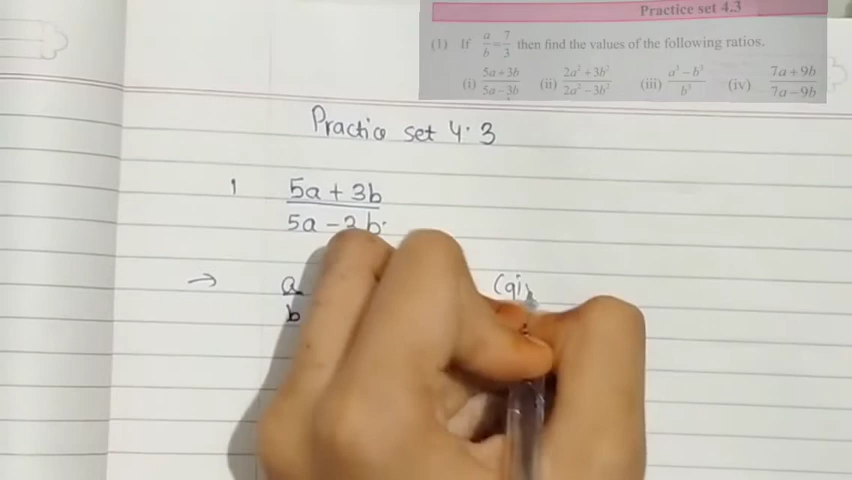 Practice set 4.3
(1) If a/b = 7/3 then find the values of the following ratios.
(i) 5a + 3b / 5a − 3b (ii) 2a² + 3b² / 2a² − 3b² (iii) a³ − b³ / b³ (iv) 7a + 9b / 7a − 9b
Practice set 4.3
1 5a + 3b / 5a − 3b
→ a / b